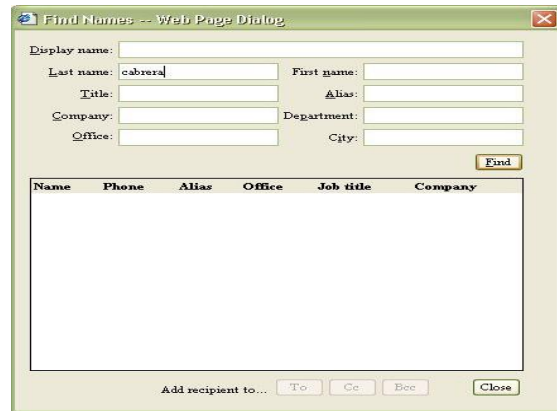 Find Names -- Web Page Dialog
Display name:
Last name: cabrera First name:
Title: Alias:
Company: Department:
Office: City:
Find
Name Phone Alias Office Job title Company
Add recipient to... To Cc Bcc Close